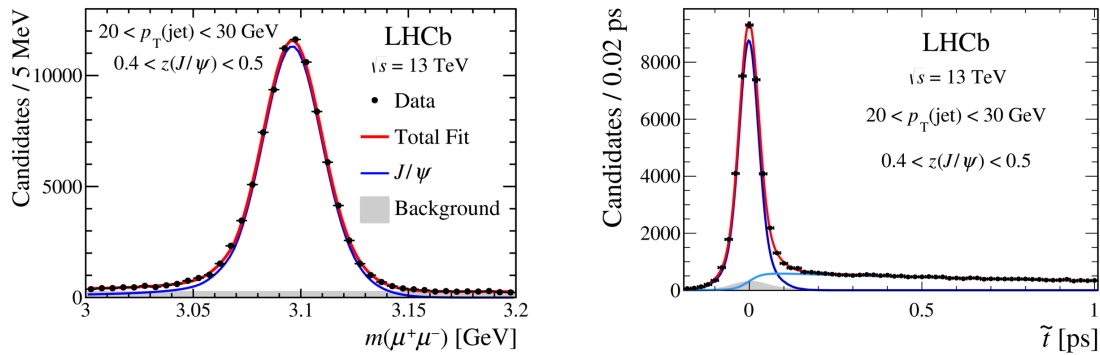 Candidates / 5 MeV
20 < p_T(jet) < 30 GeV
0.4 < z(J/ψ) < 0.5
LHCb
√s = 13 TeV
Data
Total Fit
J/ψ
Background
10000
5000
0
3 3.05 3.1 3.15 3.2
m(μ⁺μ⁻) [GeV]
Candidates / 0.02 ps
LHCb
√s = 13 TeV
20 < p_T(jet) < 30 GeV
0.4 < z(J/ψ) < 0.5
8000
6000
4000
2000
0
0 0.5 1
t̃ [ps]